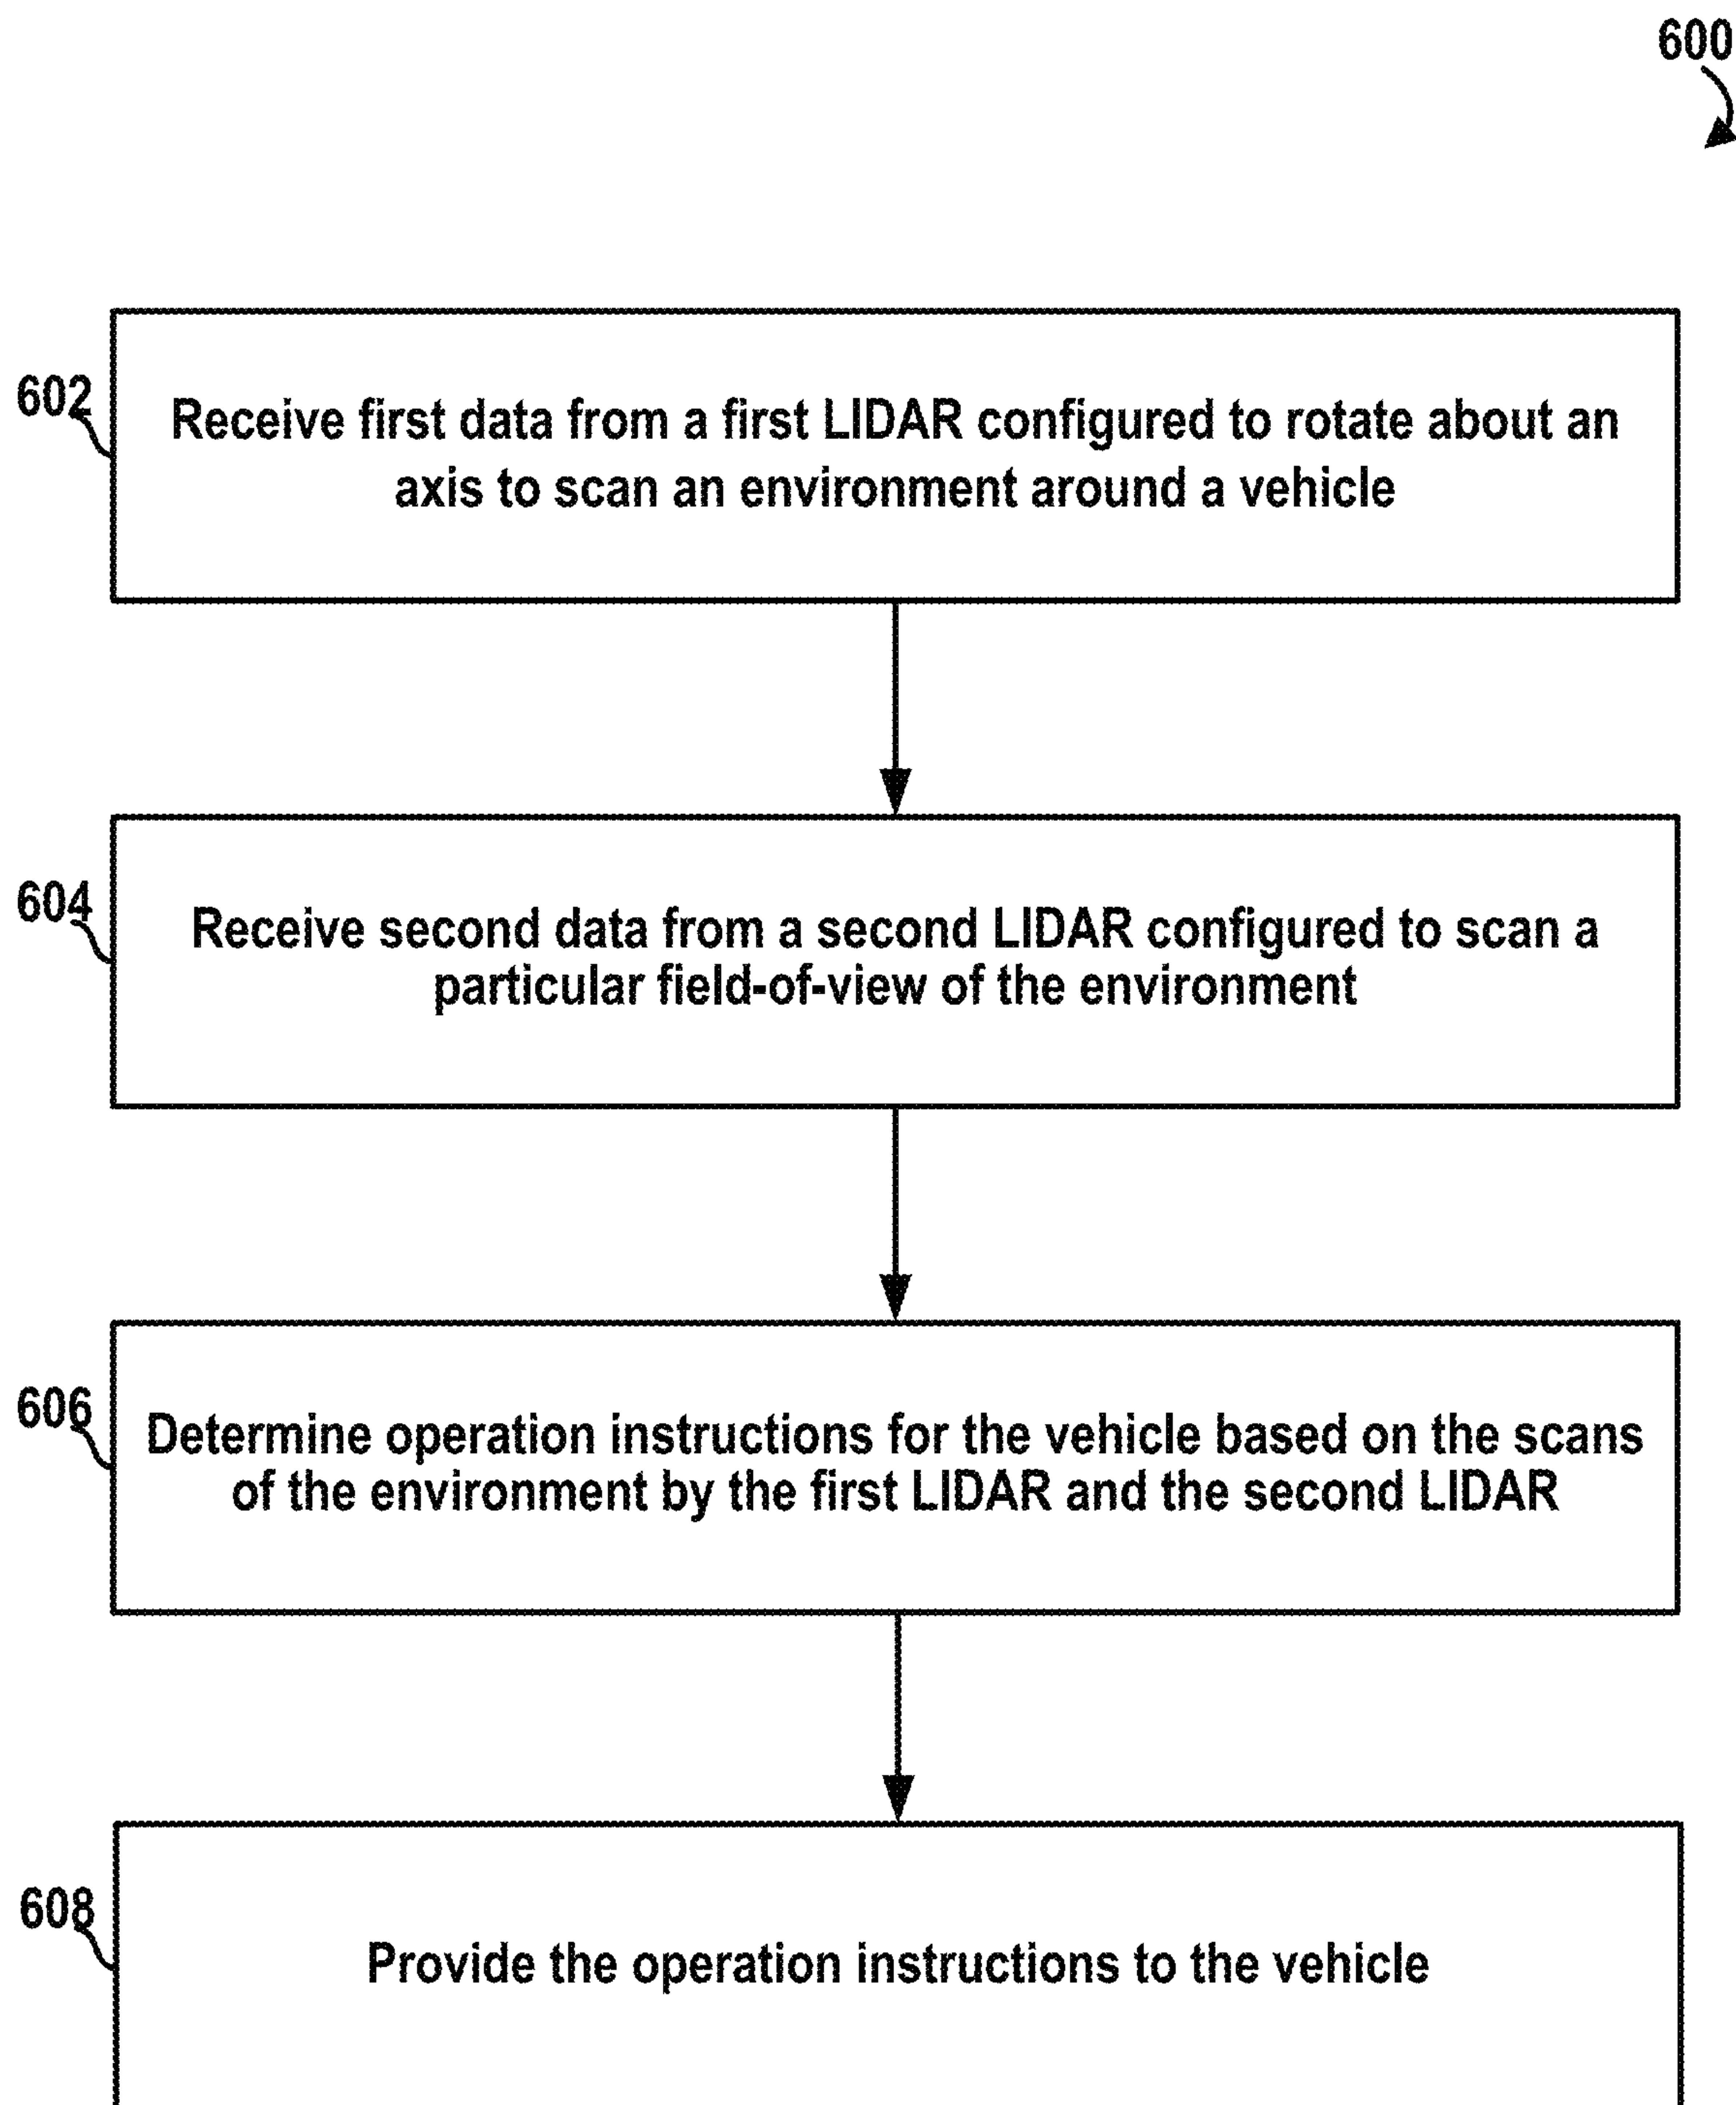 600
602
Receive first data from a first LIDAR configured to rotate about an
axis to scan an environment around a vehicle
604
Receive second data from a second LIDAR configured to scan a
particular field-of-view of the environment
606
Determine operation instructions for the vehicle based on the scans
of the environment by the first LIDAR and the second LIDAR
608
Provide the operation instructions to the vehicle